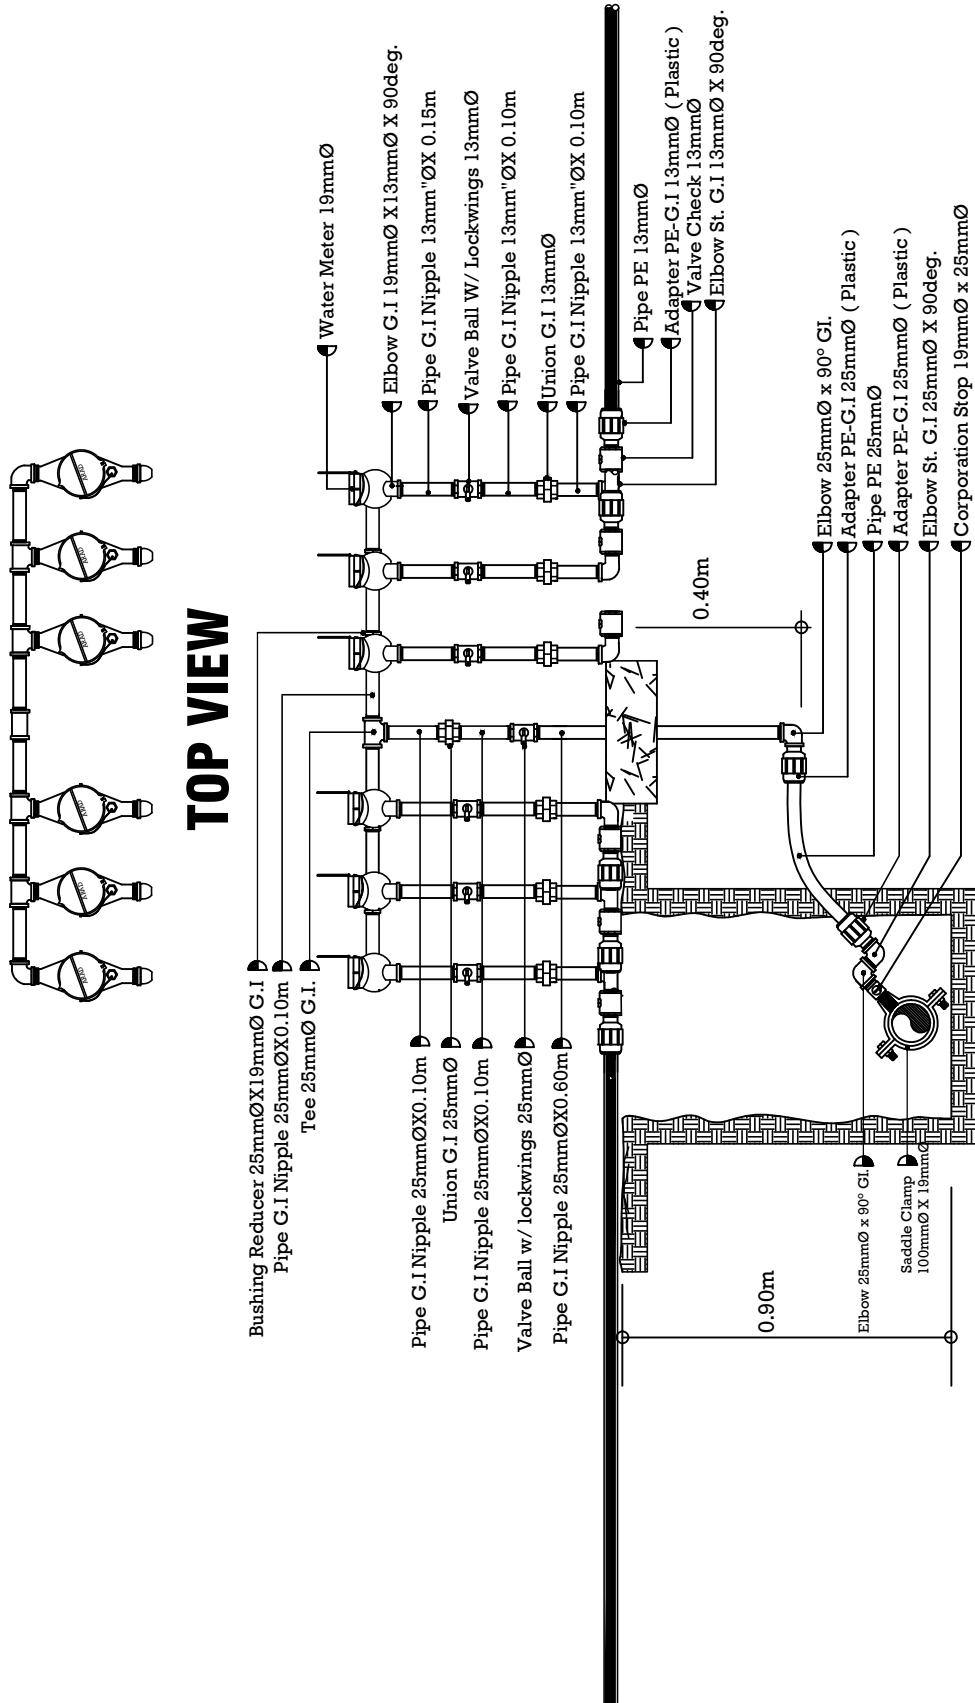 TOP VIEW
Water Meter 19mmØ
Elbow G.I 19mmØ X13mmØ X 90deg.
Pipe G.I Nipple 13mm"ØX 0.15m
Valve Ball W/ Lockwings 13mmØ
Pipe G.I Nipple 13mm"ØX 0.10m
Union G.I 13mmØ
Pipe G.I Nipple 13mm"ØX 0.10m
Pipe PE 13mmØ
Adapter PE-G.I 13mmØ ( Plastic )
Valve Check 13mmØ
Elbow St. G.I 13mmØ X 90deg.
Bushing Reducer 25mmØX19mmØ G.I
Pipe G.I Nipple 25mmØX0.10m
Tee 25mmØ G.I.
Pipe G.I Nipple 25mmØX0.10m
Union G.I 25mmØ
Pipe G.I Nipple 25mmØX0.10m
Valve Ball w/ lockwings 25mmØ
Pipe G.I Nipple 25mmØX0.60m
0.40m
Elbow 25mmØ x 90° GI.
Adapter PE-G.I 25mmØ ( Plastic )
Pipe PE 25mmØ
Adapter PE-G.I 25mmØ ( Plastic )
Elbow St. G.I 25mmØ X 90deg.
Corporation Stop 19mmØ x 25mmØ
0.90m
Elbow 25mmØ x 90° GI.
Saddle Clamp
100mmØ X 19mmØ